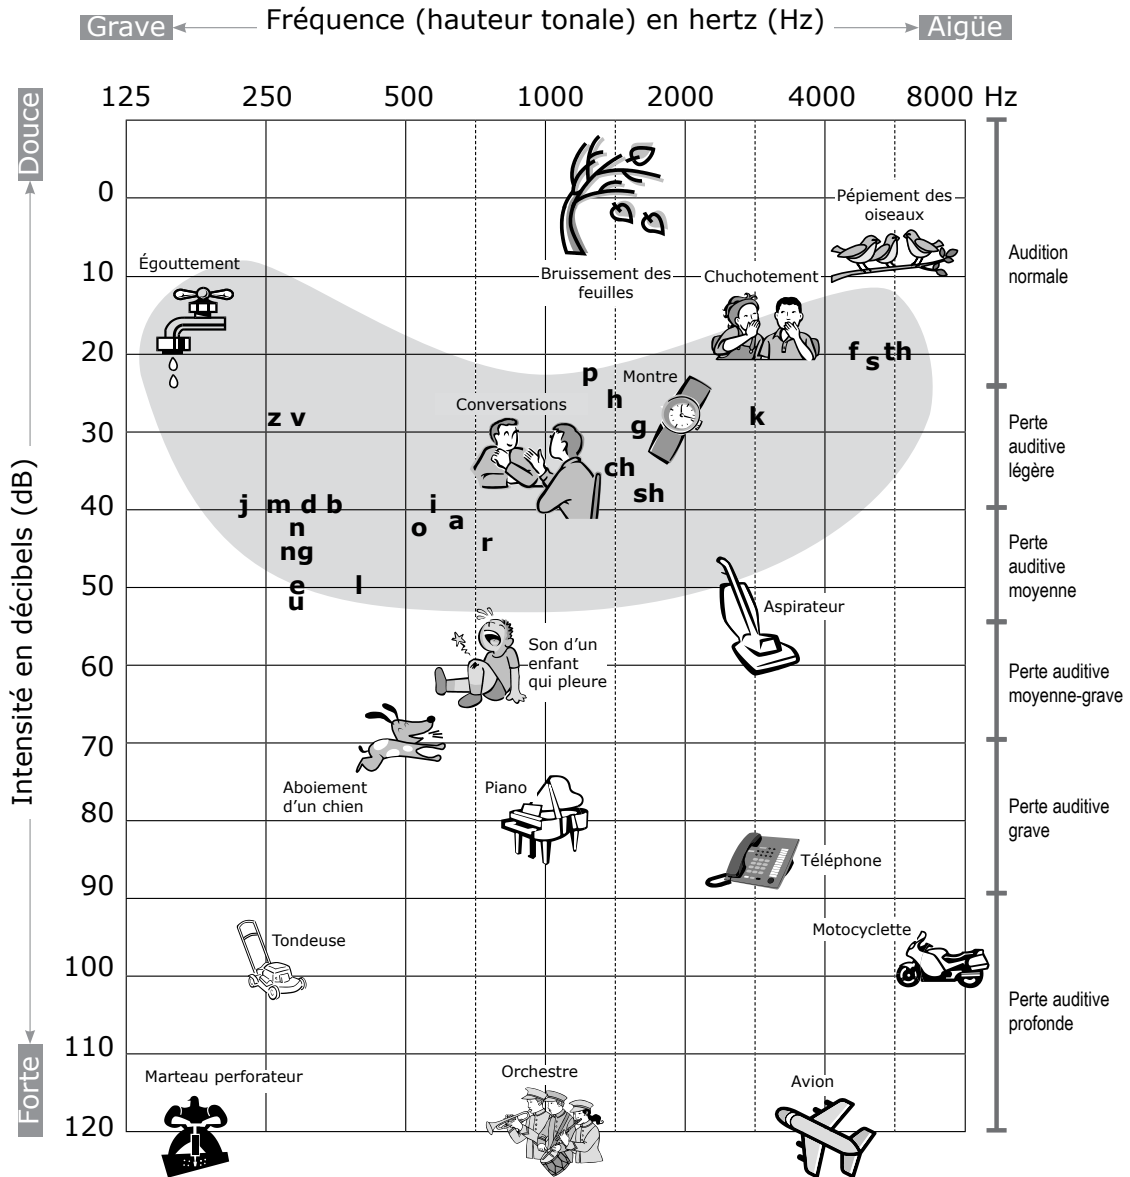 Grave
Fréquence (hauteur tonale) en hertz (Hz)
Aigüe
125 250 500 1000 2000 4000 8000 Hz
Douce
Intensité en décibels (dB)
Forte
0
10
20
30
40
50
60
70
80
90
100
110
120
Pépiement des
oiseaux
Égouttement
Bruissement des
feuilles
Chuchotement
f s th
p
Montre
h
Conversations
z v
g
k
ch
sh
j m d b
i
n
o
a
r
ng
e
l
u
Aspirateur
Son d’un
enfant
qui pleure
Aboiement
d’un chien
Piano
Téléphone
Tondeuse
Motocyclette
Marteau perforateur
Orchestre
Avion
Audition
normale
Perte
auditive
légère
Perte
auditive
moyenne
Perte auditive
moyenne-grave
Perte auditive
grave
Perte auditive
profonde